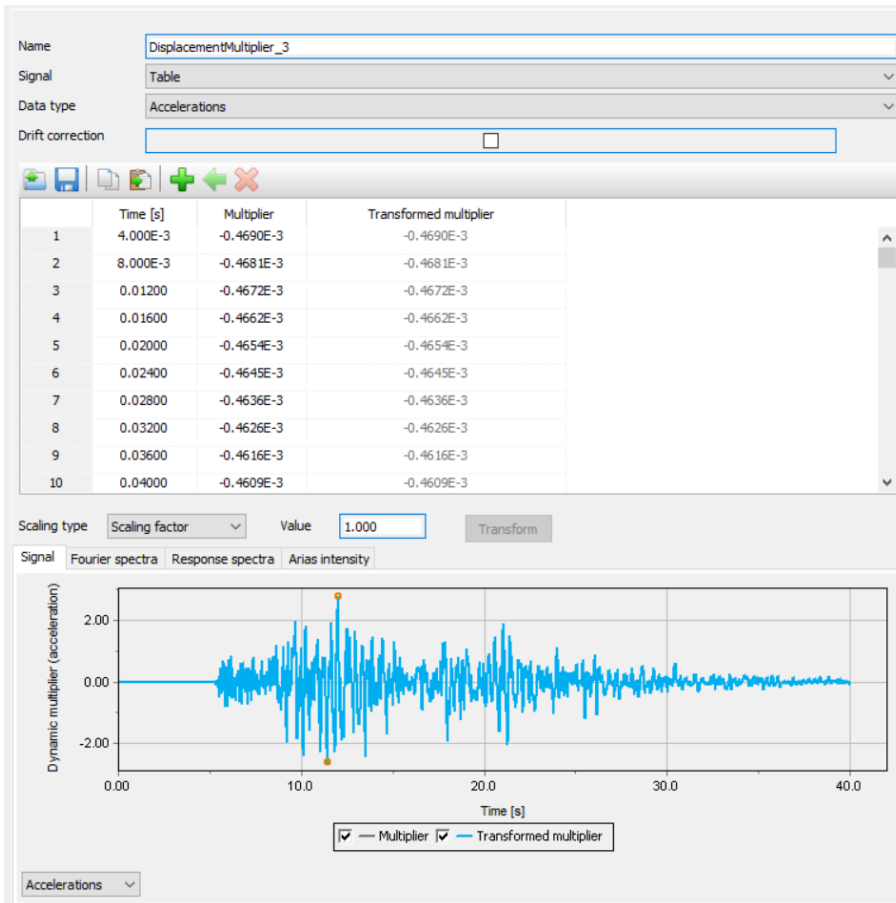 Name DisplacementMultiplier_3
Signal Table
Data type Accelerations
Drift correction
Time [s] Multiplier Transformed multiplier
1 4.000E-3 -0.4690E-3 -0.4690E-3
2 8.000E-3 -0.4681E-3 -0.4681E-3
3 0.01200 -0.4672E-3 -0.4672E-3
4 0.01600 -0.4662E-3 -0.4662E-3
5 0.02000 -0.4654E-3 -0.4654E-3
6 0.02400 -0.4645E-3 -0.4645E-3
7 0.02800 -0.4636E-3 -0.4636E-3
8 0.03200 -0.4626E-3 -0.4626E-3
9 0.03600 -0.4616E-3 -0.4616E-3
10 0.04000 -0.4609E-3 -0.4609E-3
Scaling type Scaling factor Value 1.000 Transform
Signal Fourier spectra Response spectra Arias intensity
Dynamic multiplier (acceleration)
2.00
0.00
-2.00
0.00 10.0 20.0 30.0 40.0
Time [s]
Multiplier Transformed multiplier
Accelerations